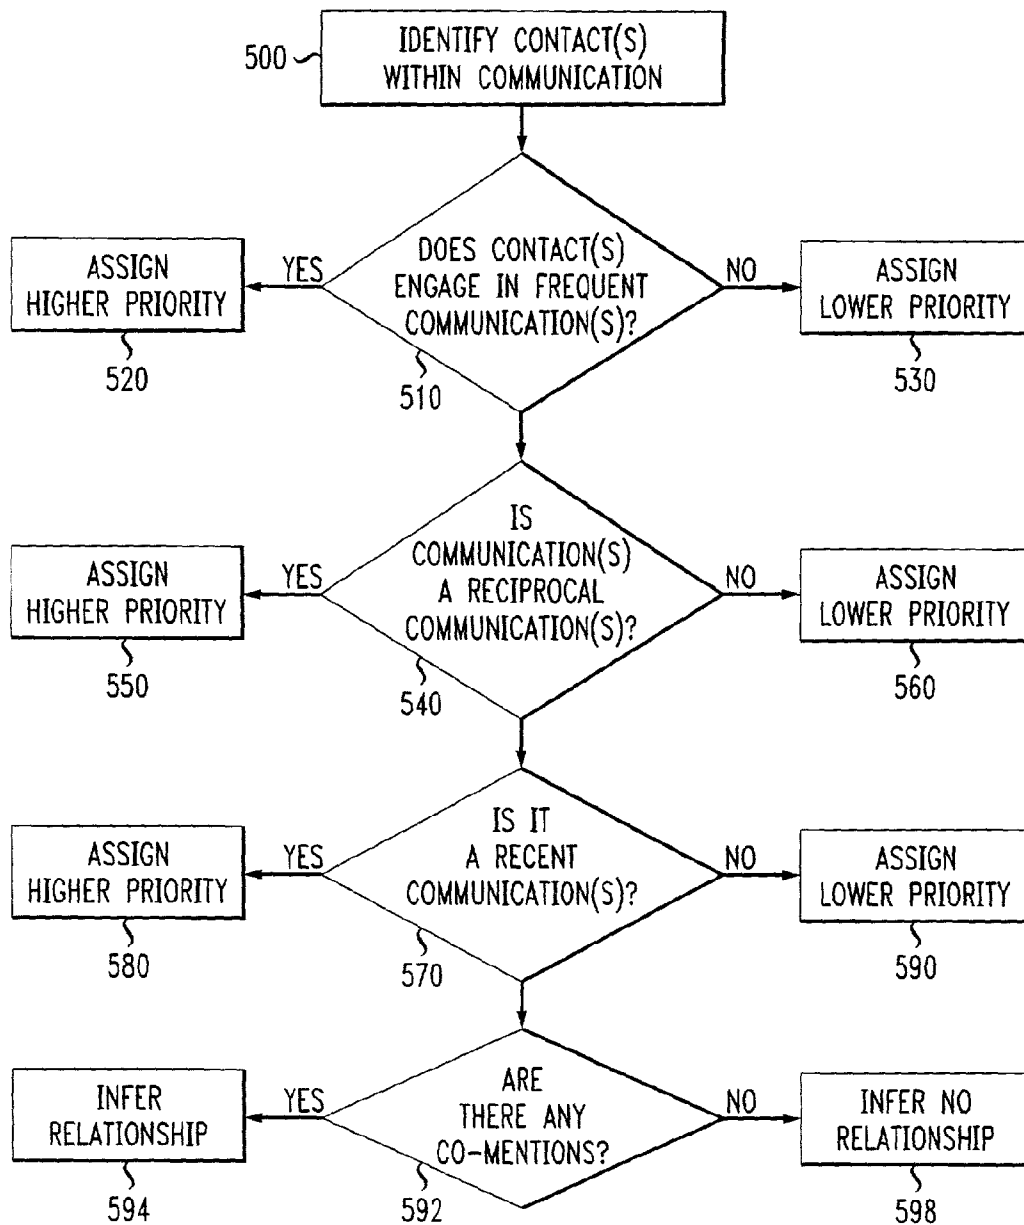 500
IDENTIFY CONTACT(S)
WITHIN COMMUNICATION
ASSIGN
HIGHER PRIORITY
520
YES
DOES CONTACT(S)
ENGAGE IN FREQUENT
COMMUNICATION(S)?
510
NO
ASSIGN
LOWER PRIORITY
530
ASSIGN
HIGHER PRIORITY
550
YES
IS
COMMUNICATION(S)
A RECIPROCAL
COMMUNICATION(S)?
540
NO
ASSIGN
LOWER PRIORITY
560
ASSIGN
HIGHER PRIORITY
580
YES
IS IT
A RECENT
COMMUNICATION(S)?
570
NO
ASSIGN
LOWER PRIORITY
590
INFER
RELATIONSHIP
594
YES
ARE
THERE ANY
CO-MENTIONS?
592
NO
INFER NO
RELATIONSHIP
598